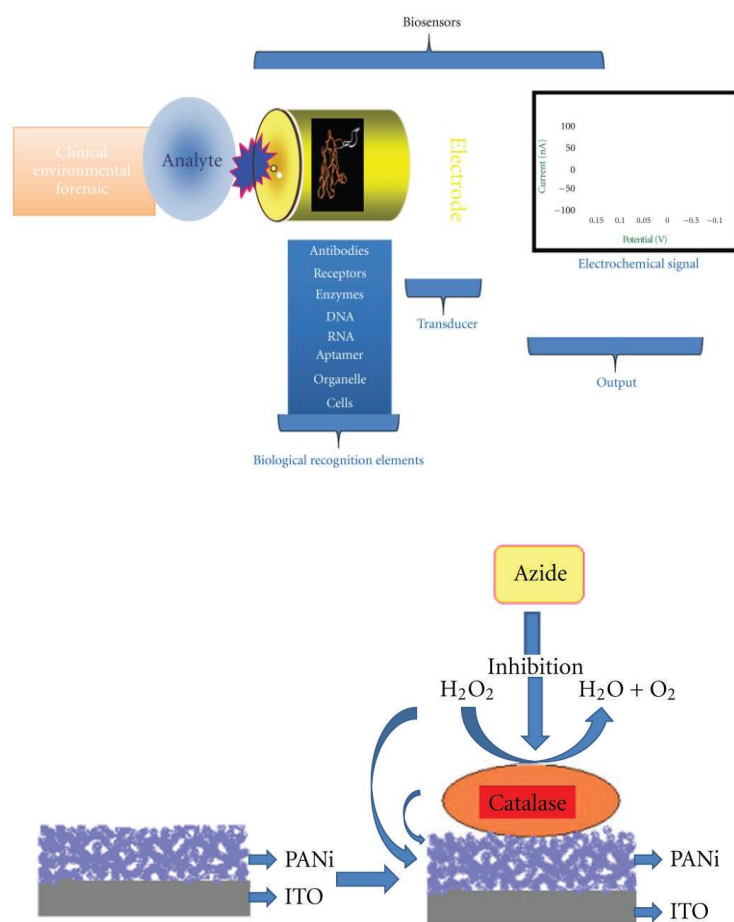 Biosensors
Clinical
environmental
forensic
Analyte
Electrode
Current (nA)
100
50
0
−50
−100
0.15 0.1 0.05 0 −0.5 −0.1
Potential (V)
Electrochemical signal
Antibodies
Receptors
Enzymes
DNA
RNA
Aptamer
Organelle
Cells
Transducer
Output
Biological recognition elements
Azide
Inhibition
H₂O₂
H₂O + O₂
Catalase
PANi
ITO
PANi
ITO